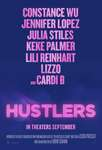 CONSTANCE WU
JENNIFER LOPEZ
JULIA STILES
KEKE PALMER
LILI REINHART
LIZZO
AND CARDI B
HUSTLERS
IN THEATERS SEPTEMBER